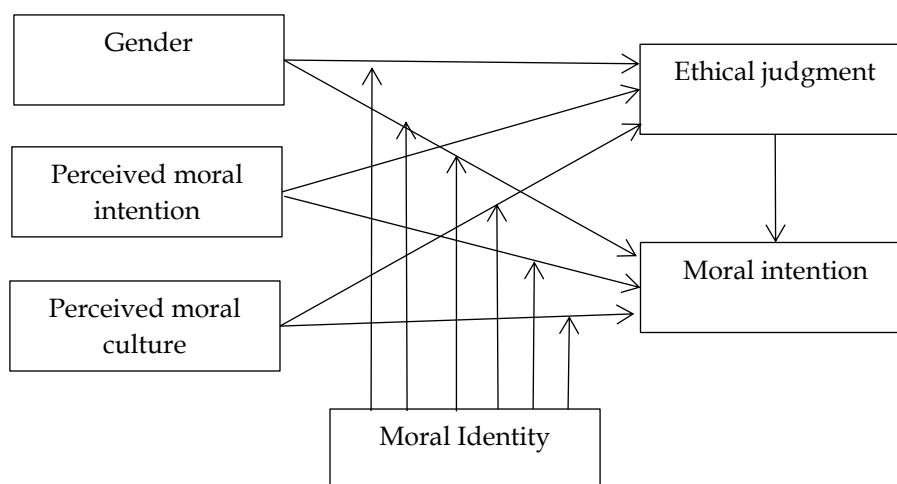 Gender
Ethical judgment
Perceived moral
intention
Moral intention
Perceived moral
culture
Moral Identity